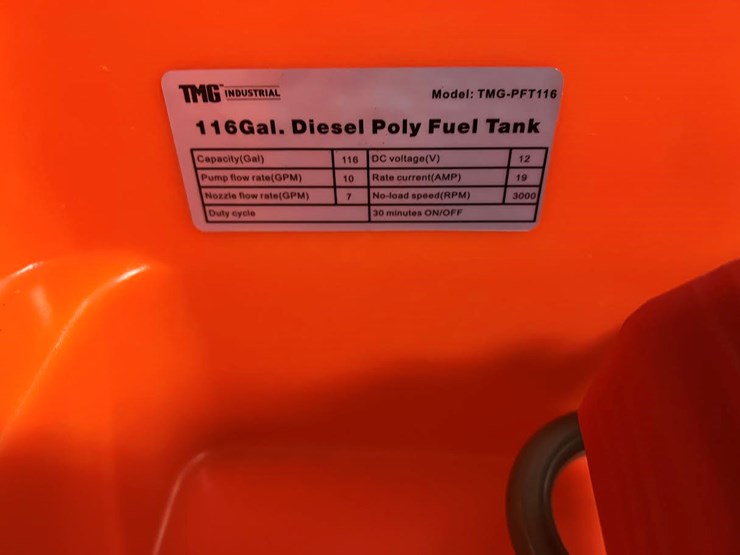 TMG INDUSTRIAL Model: TMG-PFT116
116Gal. Diesel Poly Fuel Tank
Capacity(Gal) 116 DC voltage(V) 12
Pump flow rate(GPM) 10 Rate current(AMP) 19
Nozzle flow rate(GPM) 7 No-load speed(RPM) 3000
Duty cycle 30 minutes ON/OFF